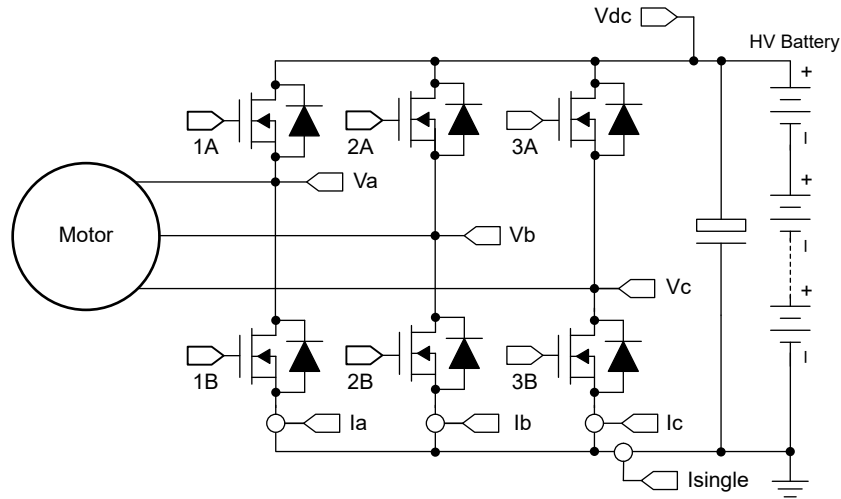 Vdc
HV Battery
+
1A
2A
3A
–
Va
+
Motor
Vb
–
Vc
+
1B
2B
3B
–
Ia
Ib
Ic
Isingle